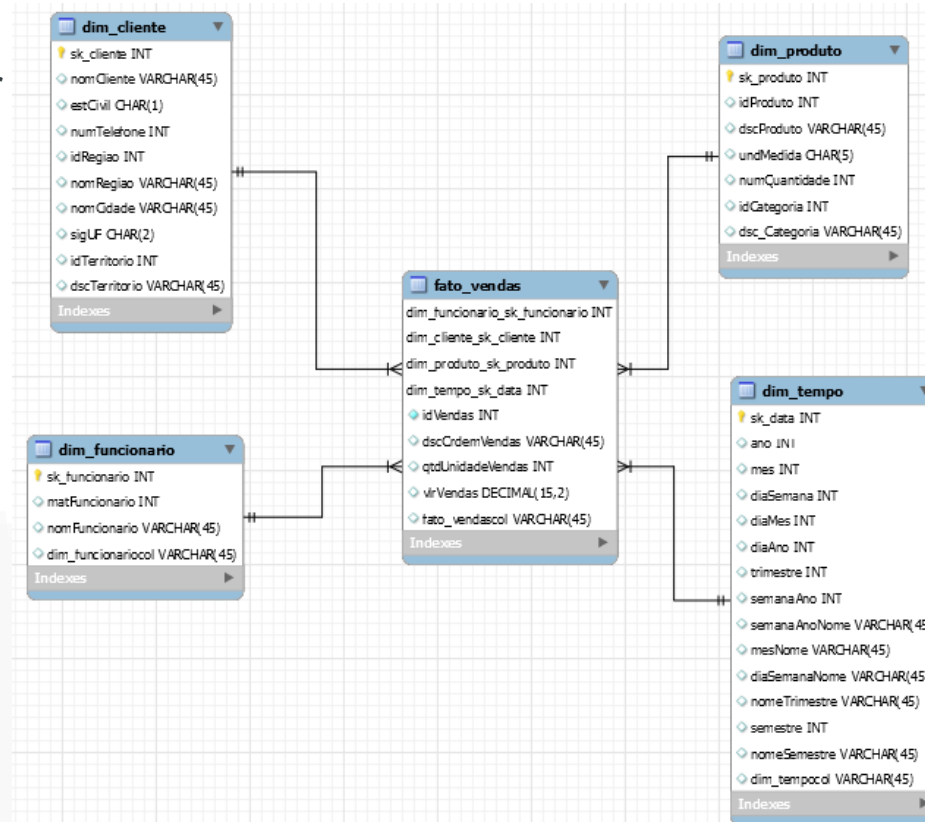 dim_cliente
sk_cliente INT
nomCliente VARCHAR(45)
estCivil CHAR(1)
numTelefone INT
idRegiao INT
nomRegiao VARCHAR(45)
nomCidade VARCHAR(45)
sigUF CHAR(2)
idTerritorio INT
dscTerritorio VARCHAR(45)
Indexes
dim_produto
sk_produto INT
idProduto INT
dscProduto VARCHAR(45)
undMedida CHAR(5)
numQuantidade INT
idCategoria INT
dsc_Categoria VARCHAR(45)
Indexes
fato_vendas
dim_funcionario_sk_funcionario INT
dim_cliente_sk_cliente INT
dim_produto_sk_produto INT
dim_tempo_sk_data INT
idVendas INT
dscOrdemVendas VARCHAR(45)
qtdUnidadeVendas INT
vlrVendas DECIMAL(15,2)
fato_vendascol VARCHAR(45)
Indexes
dim_funcionario
sk_funcionario INT
matFuncionario INT
nomFuncionario VARCHAR(45)
dim_funcionariocol VARCHAR(45)
Indexes
dim_tempo
sk_data INT
ano INT
mes INT
diaSemana INT
diaMes INT
diaAno INT
trimestre INT
semanaAno INT
semanaAnoNome VARCHAR(45
mesNome VARCHAR(45)
diaSemanaNome VARCHAR(45
nomeTrimestre VARCHAR(45)
semestre INT
nomeSemestre VARCHAR(45)
dim_tempocol VARCHAR(45)
Indexes